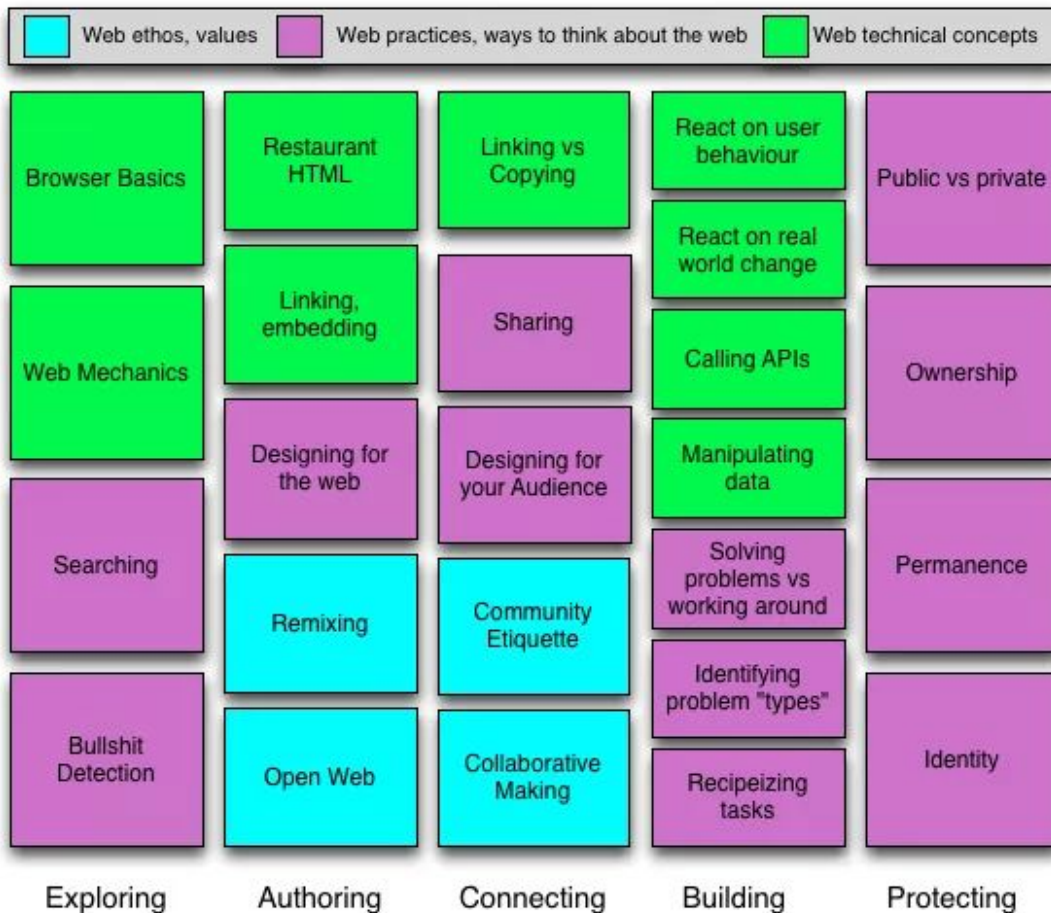 Web ethos, values
Web practices, ways to think about the web
Web technical concepts
Browser Basics
Web Mechanics
Searching
Bullshit
Detection
Exploring
Restaurant
HTML
Linking,
embedding
Designing for
the web
Remixing
Open Web
Authoring
Linking vs
Copying
Sharing
Designing for
your Audience
Community
Etiquette
Collaborative
Making
Connecting
React on user
behaviour
React on real
world change
Calling APIs
Manipulating
data
Solving
problems vs
working around
Identifying
problem "types"
Recipeizing
tasks
Building
Public vs private
Ownership
Permanence
Identity
Protecting